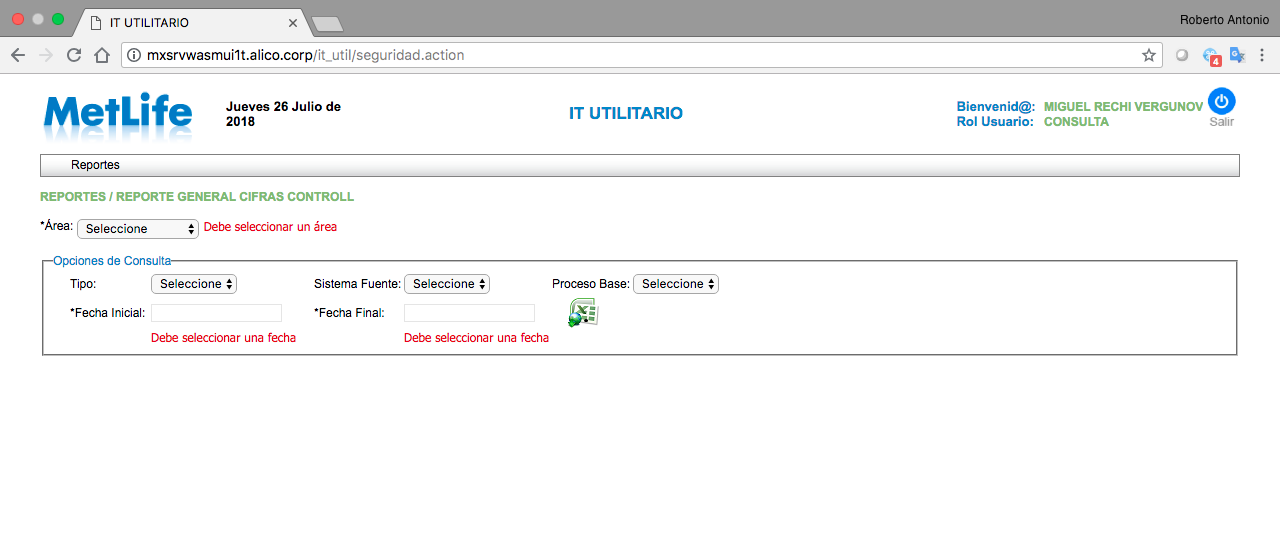 IT UTILITARIO
Roberto Antonio
mxsrvwasmui1t.alico.corp/it_util/seguridad.action
4
MetLife
Jueves 26 Julio de
2018
IT UTILITARIO
Bienvenid@: MIGUEL RECHI VERGUNOV
Rol Usuario: CONSULTA
Salir
Reportes
REPORTES / REPORTE GENERAL CIFRAS CONTROLL
*Área: Seleccione Debe seleccionar un área
Opciones de Consulta
Tipo: Seleccione Sistema Fuente: Seleccione Proceso Base: Seleccione
*Fecha Inicial: *Fecha Final:
Debe seleccionar una fecha Debe seleccionar una fecha